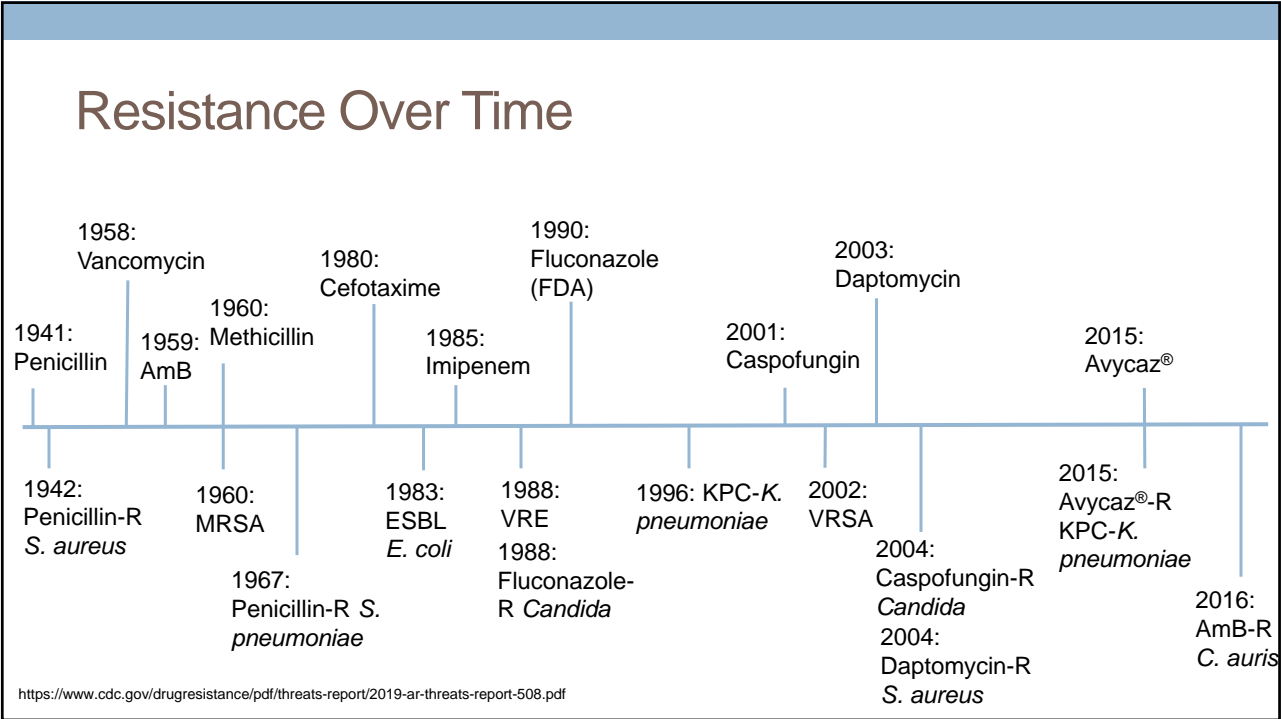 Resistance Over Time
1941:
Penicillin
1958:
Vancomycin
1959:
AmB
1960:
Methicillin
1980:
Cefotaxime
1985:
Imipenem
1990:
Fluconazole
(FDA)
2001:
Caspofungin
2003:
Daptomycin
2015:
Avycaz®
1942:
Penicillin-R
S. aureus
1960:
MRSA
1967:
Penicillin-R S.
pneumoniae
1983:
ESBL
E. coli
1988:
VRE
1988:
Fluconazole-
R Candida
1996: KPC-K.
pneumoniae
2002:
VRSA
2004:
Caspofungin-R
Candida
2004:
Daptomycin-R
S. aureus
2015:
Avycaz®-R
KPC-K.
pneumoniae
2016:
AmB-R
C. auris
https://www.cdc.gov/drugresistance/pdf/threats-report/2019-ar-threats-report-508.pdf